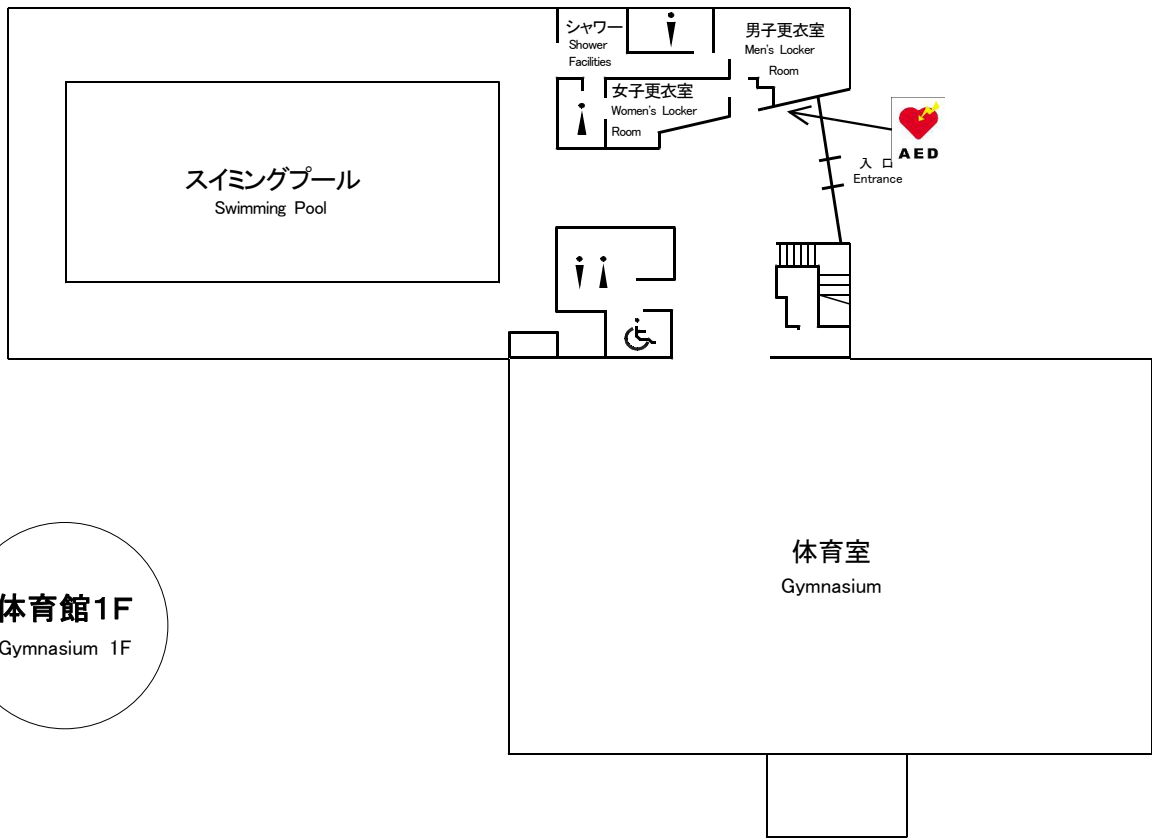 シャワー
Shower
Facilities
男子更衣室
Men's Locker
Room
女子更衣室
Women's Locker
Room
AED
入 口
Entrance
スイミングプール
Swimming Pool
体育室
Gymnasium
体育館1F
Gymnasium 1F